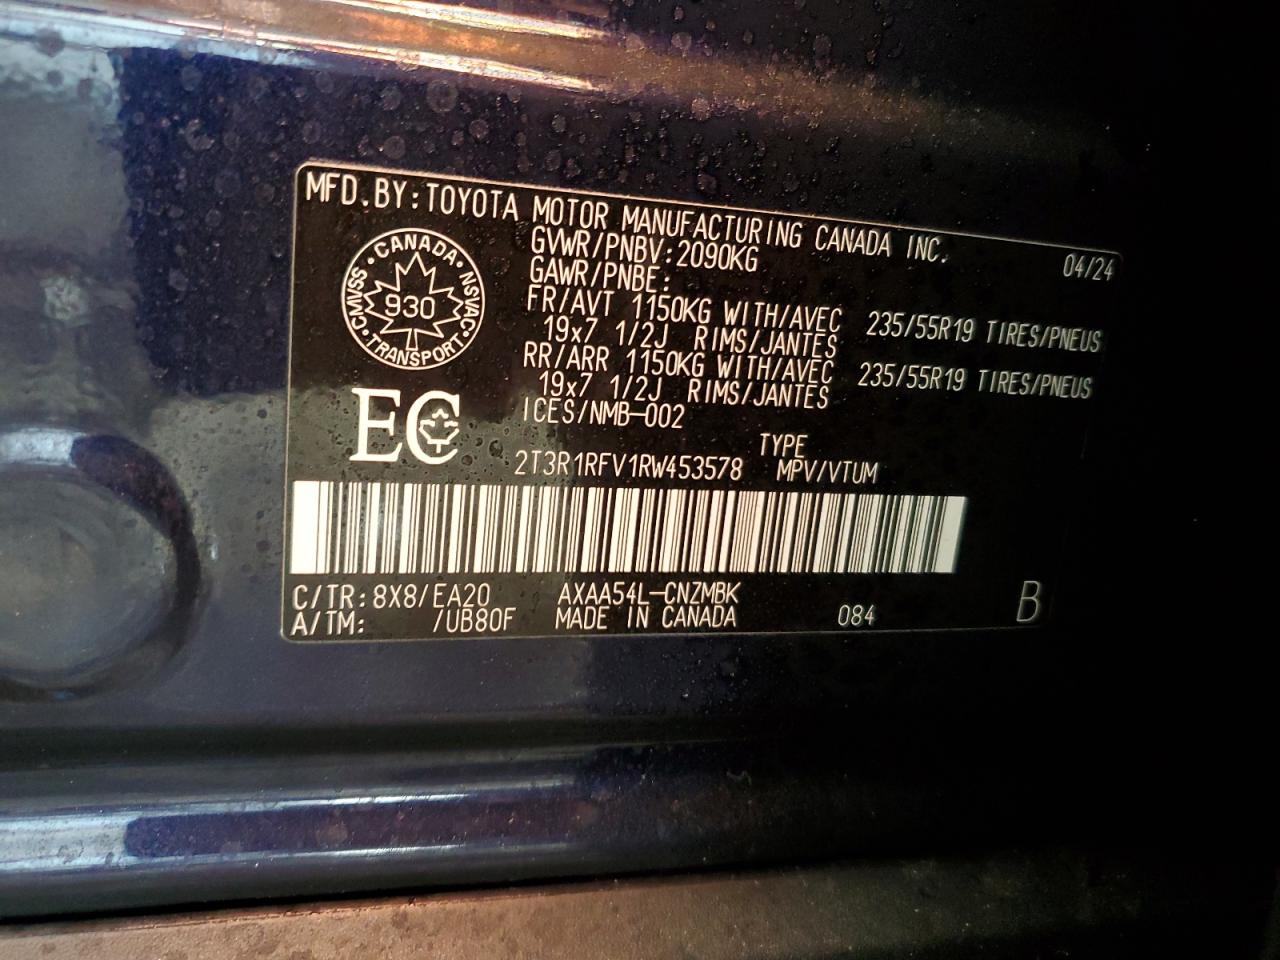 MFD.BY:TOYOTA MOTOR MANUFACTURING CANADA INC.
04/24
GVWR/PNBV:2090KG
GAWR/PNBE:
FR/AVT 1150KG WITH/AVEC 235/55R19 TIRES/PNEUS
19x7 1/2J RIMS/JANTES
RR/ARR 1150KG WITH/AVEC 235/55R19 TIRES/PNEUS
19x7 1/2J RIMS/JANTES
ICES/NMB-002
CANADA
CMVSS 930 NSVAC
TRANSPORT
EC
TYPE
2T3R1RFV1RW453578 MPV/VTUM
C/TR:8X8/EA20 AXAA54L-CNZMBK
A/TM: /UB80F MADE IN CANADA 084 B